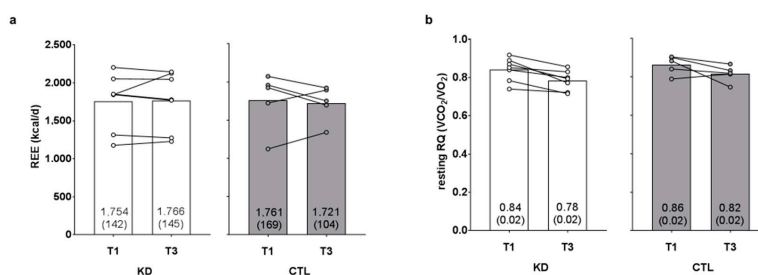 a
REE (kcal/d)
2.500
2.000
1.500
1.000
500
0
1.754
(142)
1.766
(145)
1.761
(169)
1.721
(104)
T1
T3
T1
T3
KD
CTL
b
resting RQ (VCO₂/VO₂)
1.0
0.8
0.6
0.4
0.2
0.0
0.84
(0.02)
0.78
(0.02)
0.86
(0.02)
0.82
(0.02)
T1
T3
T1
T3
KD
CTL